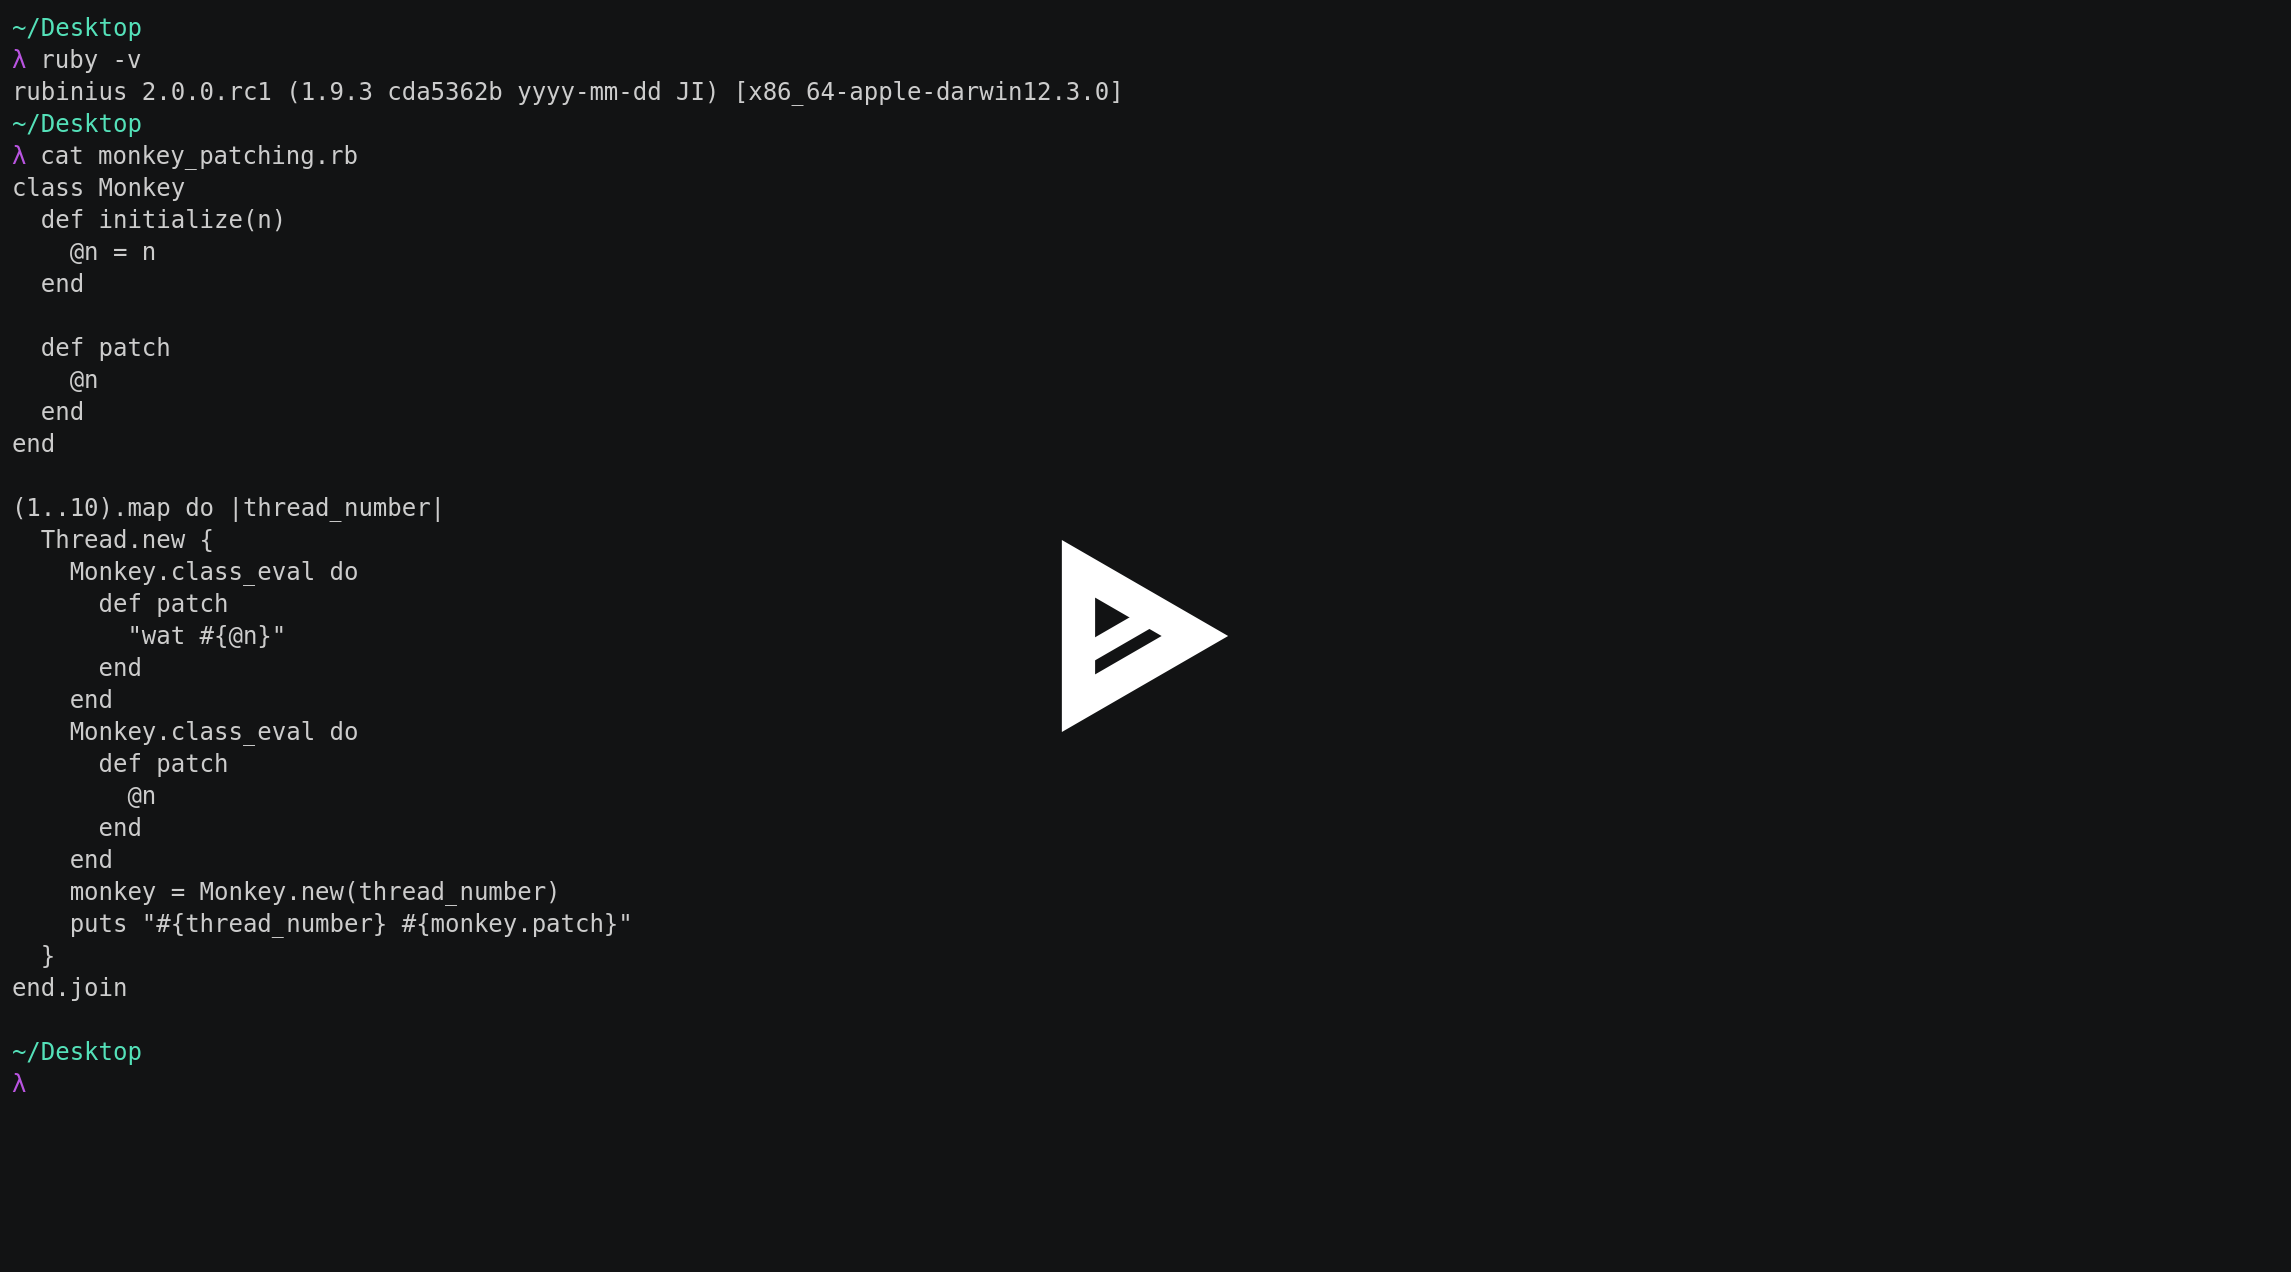 ~/Desktop
λ ruby -v
rubinius 2.0.0.rc1 (1.9.3 cda5362b yyyy-mm-dd JI) [x86_64-apple-darwin12.3.0]
~/Desktop
λ cat monkey_patching.rb
class Monkey
  def initialize(n)
    @n = n
  end

  def patch
    @n
  end
end

(1..10).map do |thread_number|
  Thread.new {
    Monkey.class_eval do
      def patch
        "wat #{@n}"
      end
    end
    Monkey.class_eval do
      def patch
        @n
      end
    end
    monkey = Monkey.new(thread_number)
    puts "#{thread_number} #{monkey.patch}"
  }
end.join

~/Desktop
λ